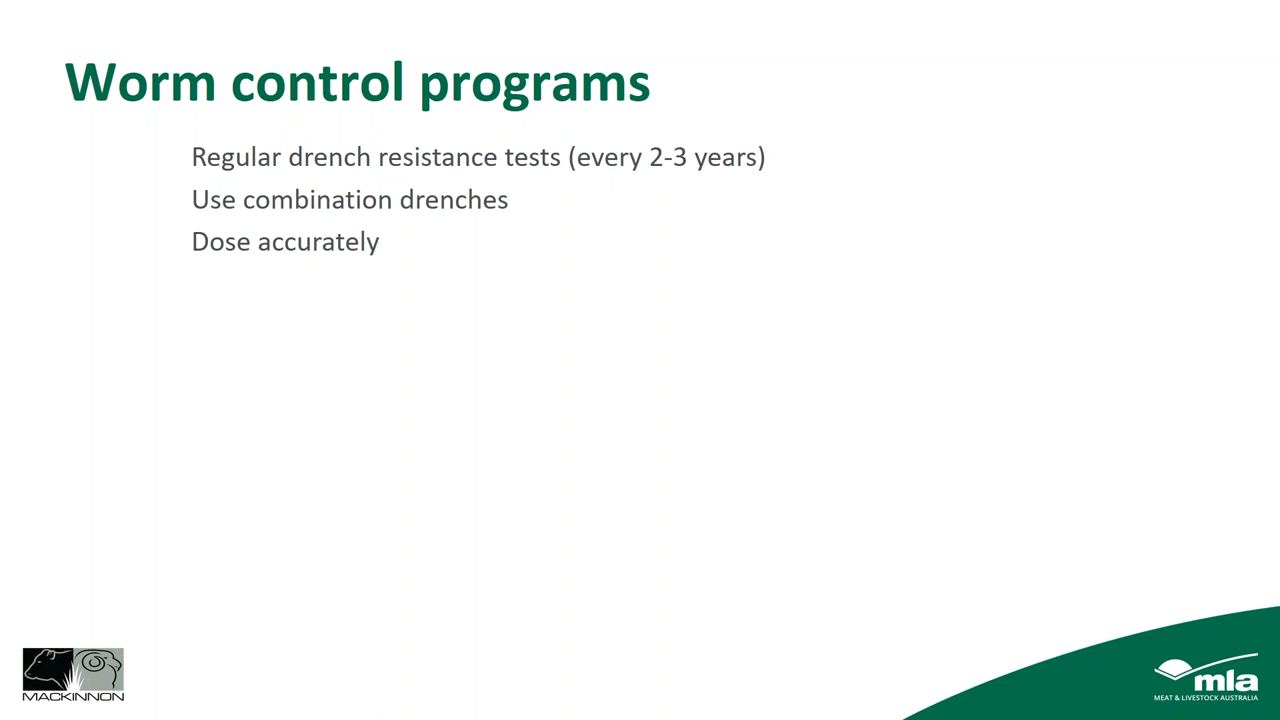 Worm control programs
Regular drench resistance tests (every 2-3 years)
Use combination drenches
Dose accurately
MACKINNON
mla
MEAT & LIVESTOCK AUSTRALIA